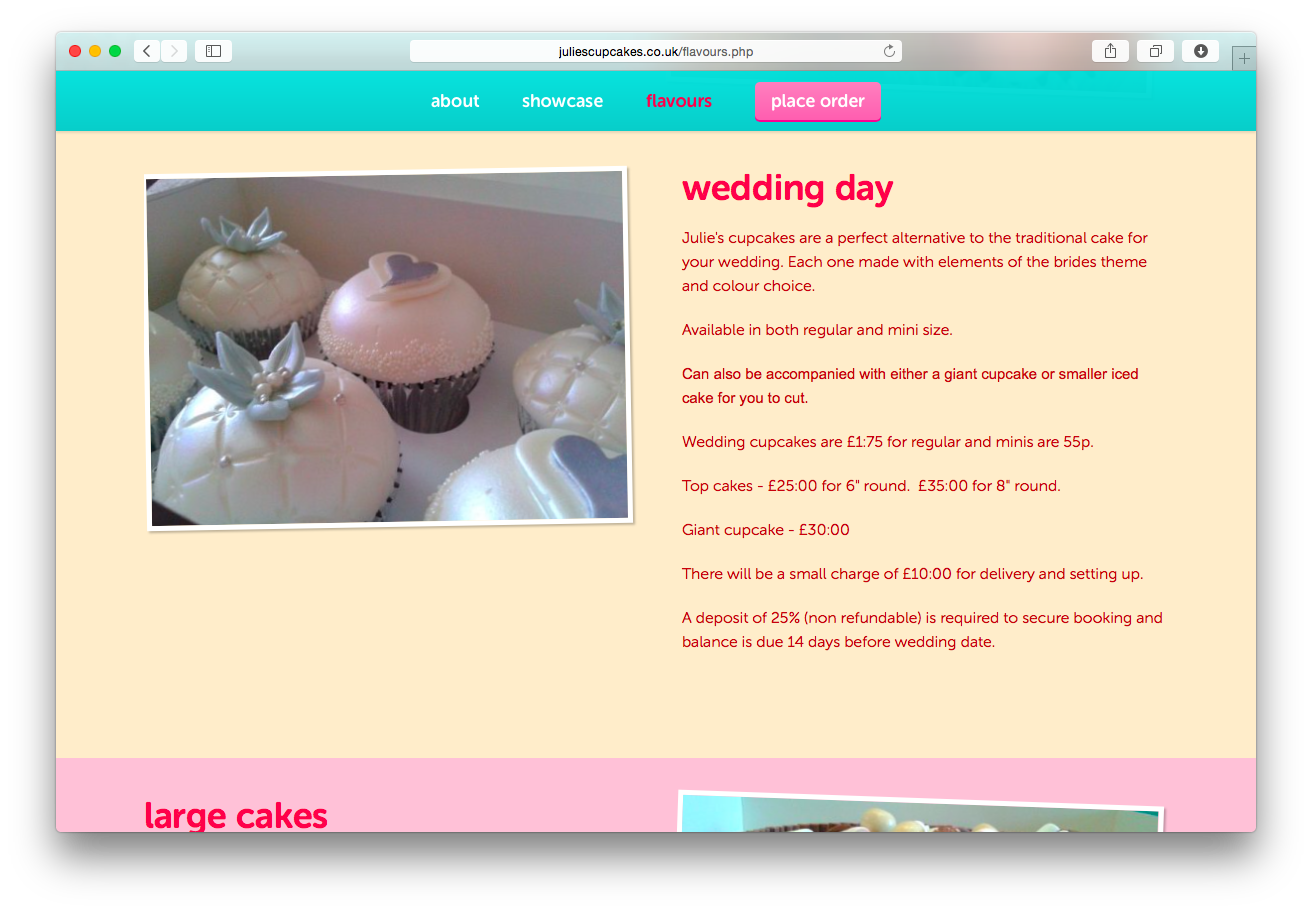 juliescupcakes.co.uk/flavours.php
about showcase flavours place order
wedding day
Julie's cupcakes are a perfect alternative to the traditional cake for
your wedding. Each one made with elements of the brides theme
and colour choice.
Available in both regular and mini size.
Can also be accompanied with either a giant cupcake or smaller iced
cake for you to cut.
Wedding cupcakes are £1:75 for regular and minis are 55p.
Top cakes - £25:00 for 6" round.  £35:00 for 8" round.
Giant cupcake - £30:00
There will be a small charge of £10:00 for delivery and setting up.
A deposit of 25% (non refundable) is required to secure booking and
balance is due 14 days before wedding date.
large cakes